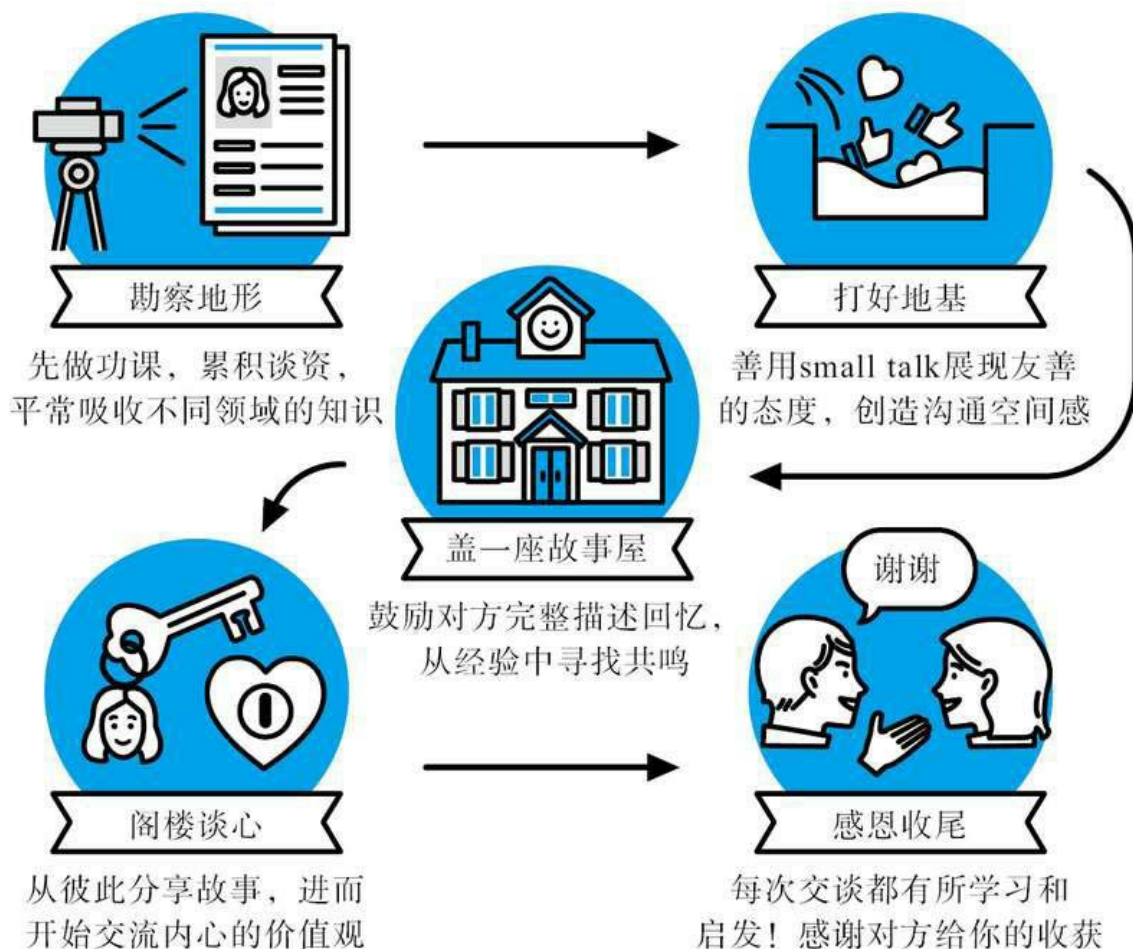 勘察地形
先做功课，累积谈资，
平常吸收不同领域的知识
打好地基
善用small talk展现友善
的态度，创造沟通空间感
盖一座故事屋
鼓励对方完整描述回忆，
从经验中寻找共鸣
阁楼谈心
从彼此分享故事，进而
开始交流内心的价值观
谢谢
感恩收尾
每次交谈都有所学习和
启发！感谢对方给你的收获